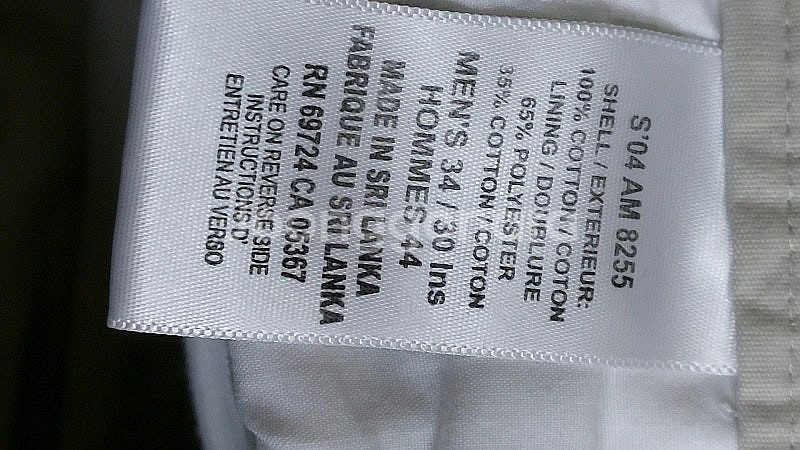 S'04 AM 8255
SHELL / EXTERIEUR:
100% COTTON / COTON
LINING / DOUBLURE
65% POLYESTER
35% COTTON / COTON
MEN'S 34 / 30 Ins
HOMMES 44
MADE IN SRI LANKA
FABRIQUE AU SRI LANKA
RN 69724 CA 05367
CARE ON REVERSE SIDE
INSTRUCTIONS D'
ENTRETIEN AU VERSO